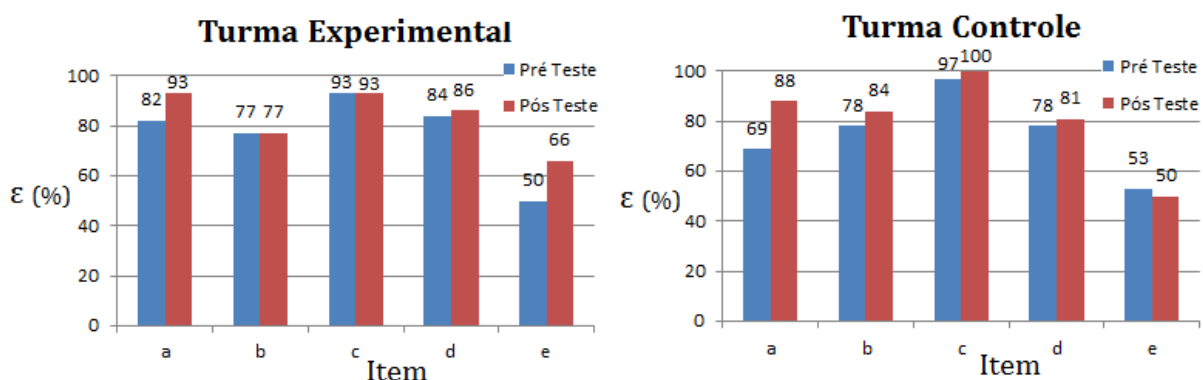 Turma Experimental
Pré Teste
Pós Teste
100
80
60
40
20
0
ε (%)
82 93
77 77
93 93
84 86
50 66
a b c d e
Item
Turma Controle
Pré Teste
Pós Teste
100
80
60
40
20
0
ε (%)
69 88
78 84
97 100
78 81
53 50
a b c d e
Item